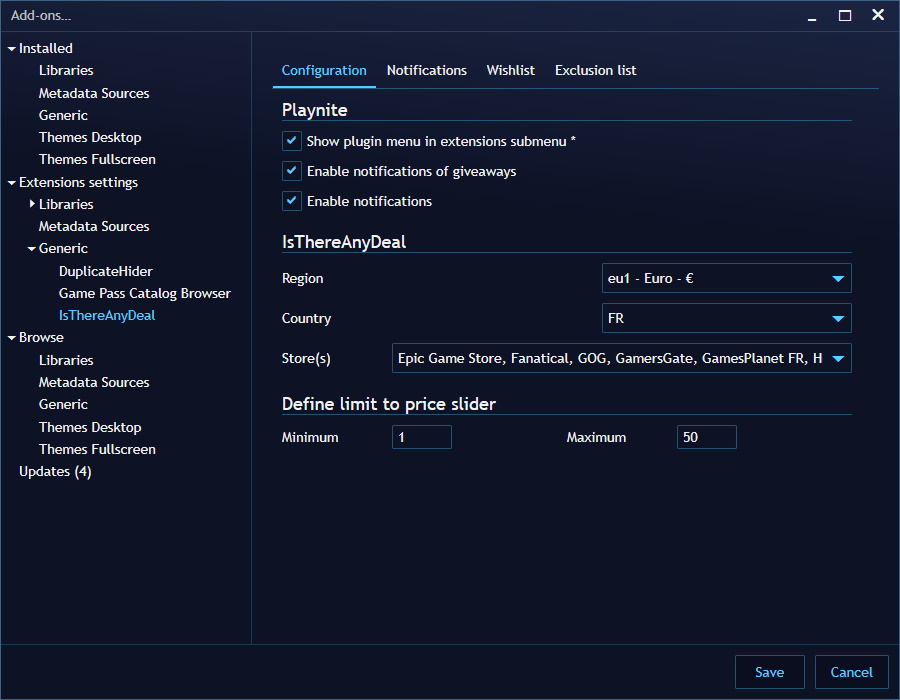 Add-ons...
Installed
Libraries
Metadata Sources
Generic
Themes Desktop
Themes Fullscreen
Extensions settings
Libraries
Metadata Sources
Generic
DuplicateHider
Game Pass Catalog Browser
IsThereAnyDeal
Browse
Libraries
Metadata Sources
Generic
Themes Desktop
Themes Fullscreen
Updates (4)
Configuration Notifications Wishlist Exclusion list
Playnite
Show plugin menu in extensions submenu *
Enable notifications of giveaways
Enable notifications
IsThereAnyDeal
Region eu1 - Euro - €
Country FR
Store(s) Epic Game Store, Fanatical, GOG, GamersGate, GamesPlanet FR, H
Define limit to price slider
Minimum 1 Maximum 50
Save Cancel